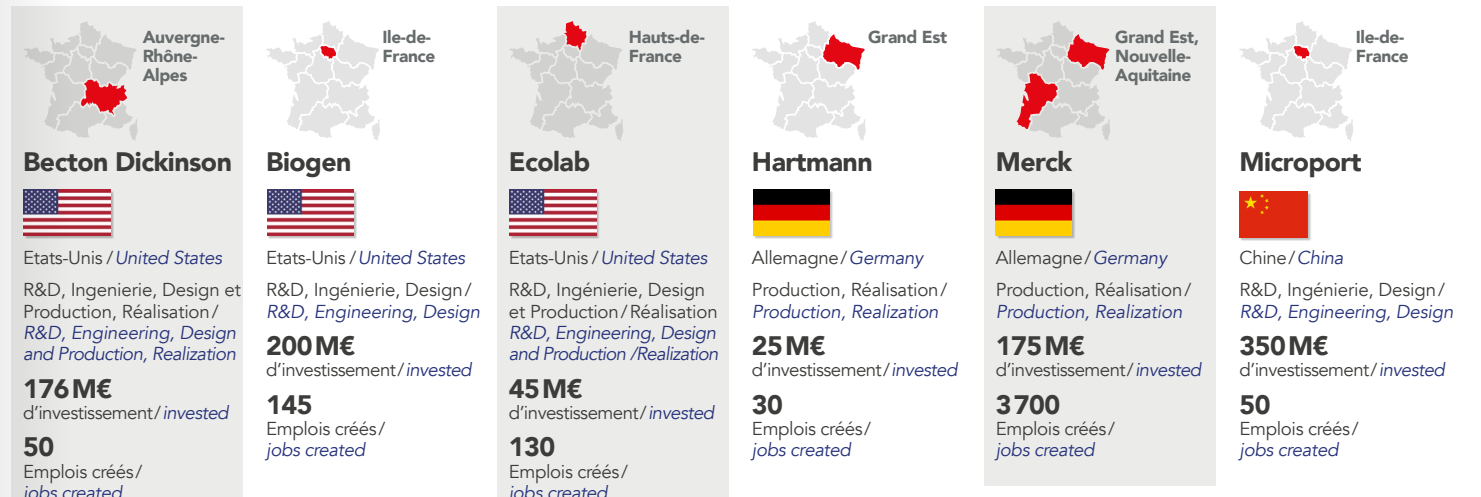 Auvergne-
Rhône-
Alpes
Becton Dickinson
Etats-Unis / United States
R&D, Ingenierie, Design et
Production, Réalisation /
R&D, Engineering, Design
and Production, Realization
176 M€
d'investissement / invested
50
Emplois créés /
jobs created
Ile-de-
France
Biogen
Etats-Unis / United States
R&D, Ingénierie, Design /
R&D, Engineering, Design
200 M€
d'investissement / invested
145
Emplois créés /
jobs created
Hauts-de-
France
Ecolab
Etats-Unis / United States
R&D, Ingénierie, Design
et Production / Réalisation
R&D, Engineering, Design
and Production /Realization
45 M€
d'investissement / invested
130
Emplois créés /
jobs created
Grand Est
Hartmann
Allemagne / Germany
Production, Réalisation /
Production, Realization
25 M€
d'investissement / invested
30
Emplois créés /
jobs created
Grand Est,
Nouvelle-
Aquitaine
Merck
Allemagne / Germany
Production, Réalisation /
Production, Realization
175 M€
d'investissement / invested
3 700
Emplois créés /
jobs created
Ile-de-
France
Microport
Chine / China
R&D, Ingénierie, Design /
R&D, Engineering, Design
350 M€
d'investissement / invested
50
Emplois créés /
jobs created